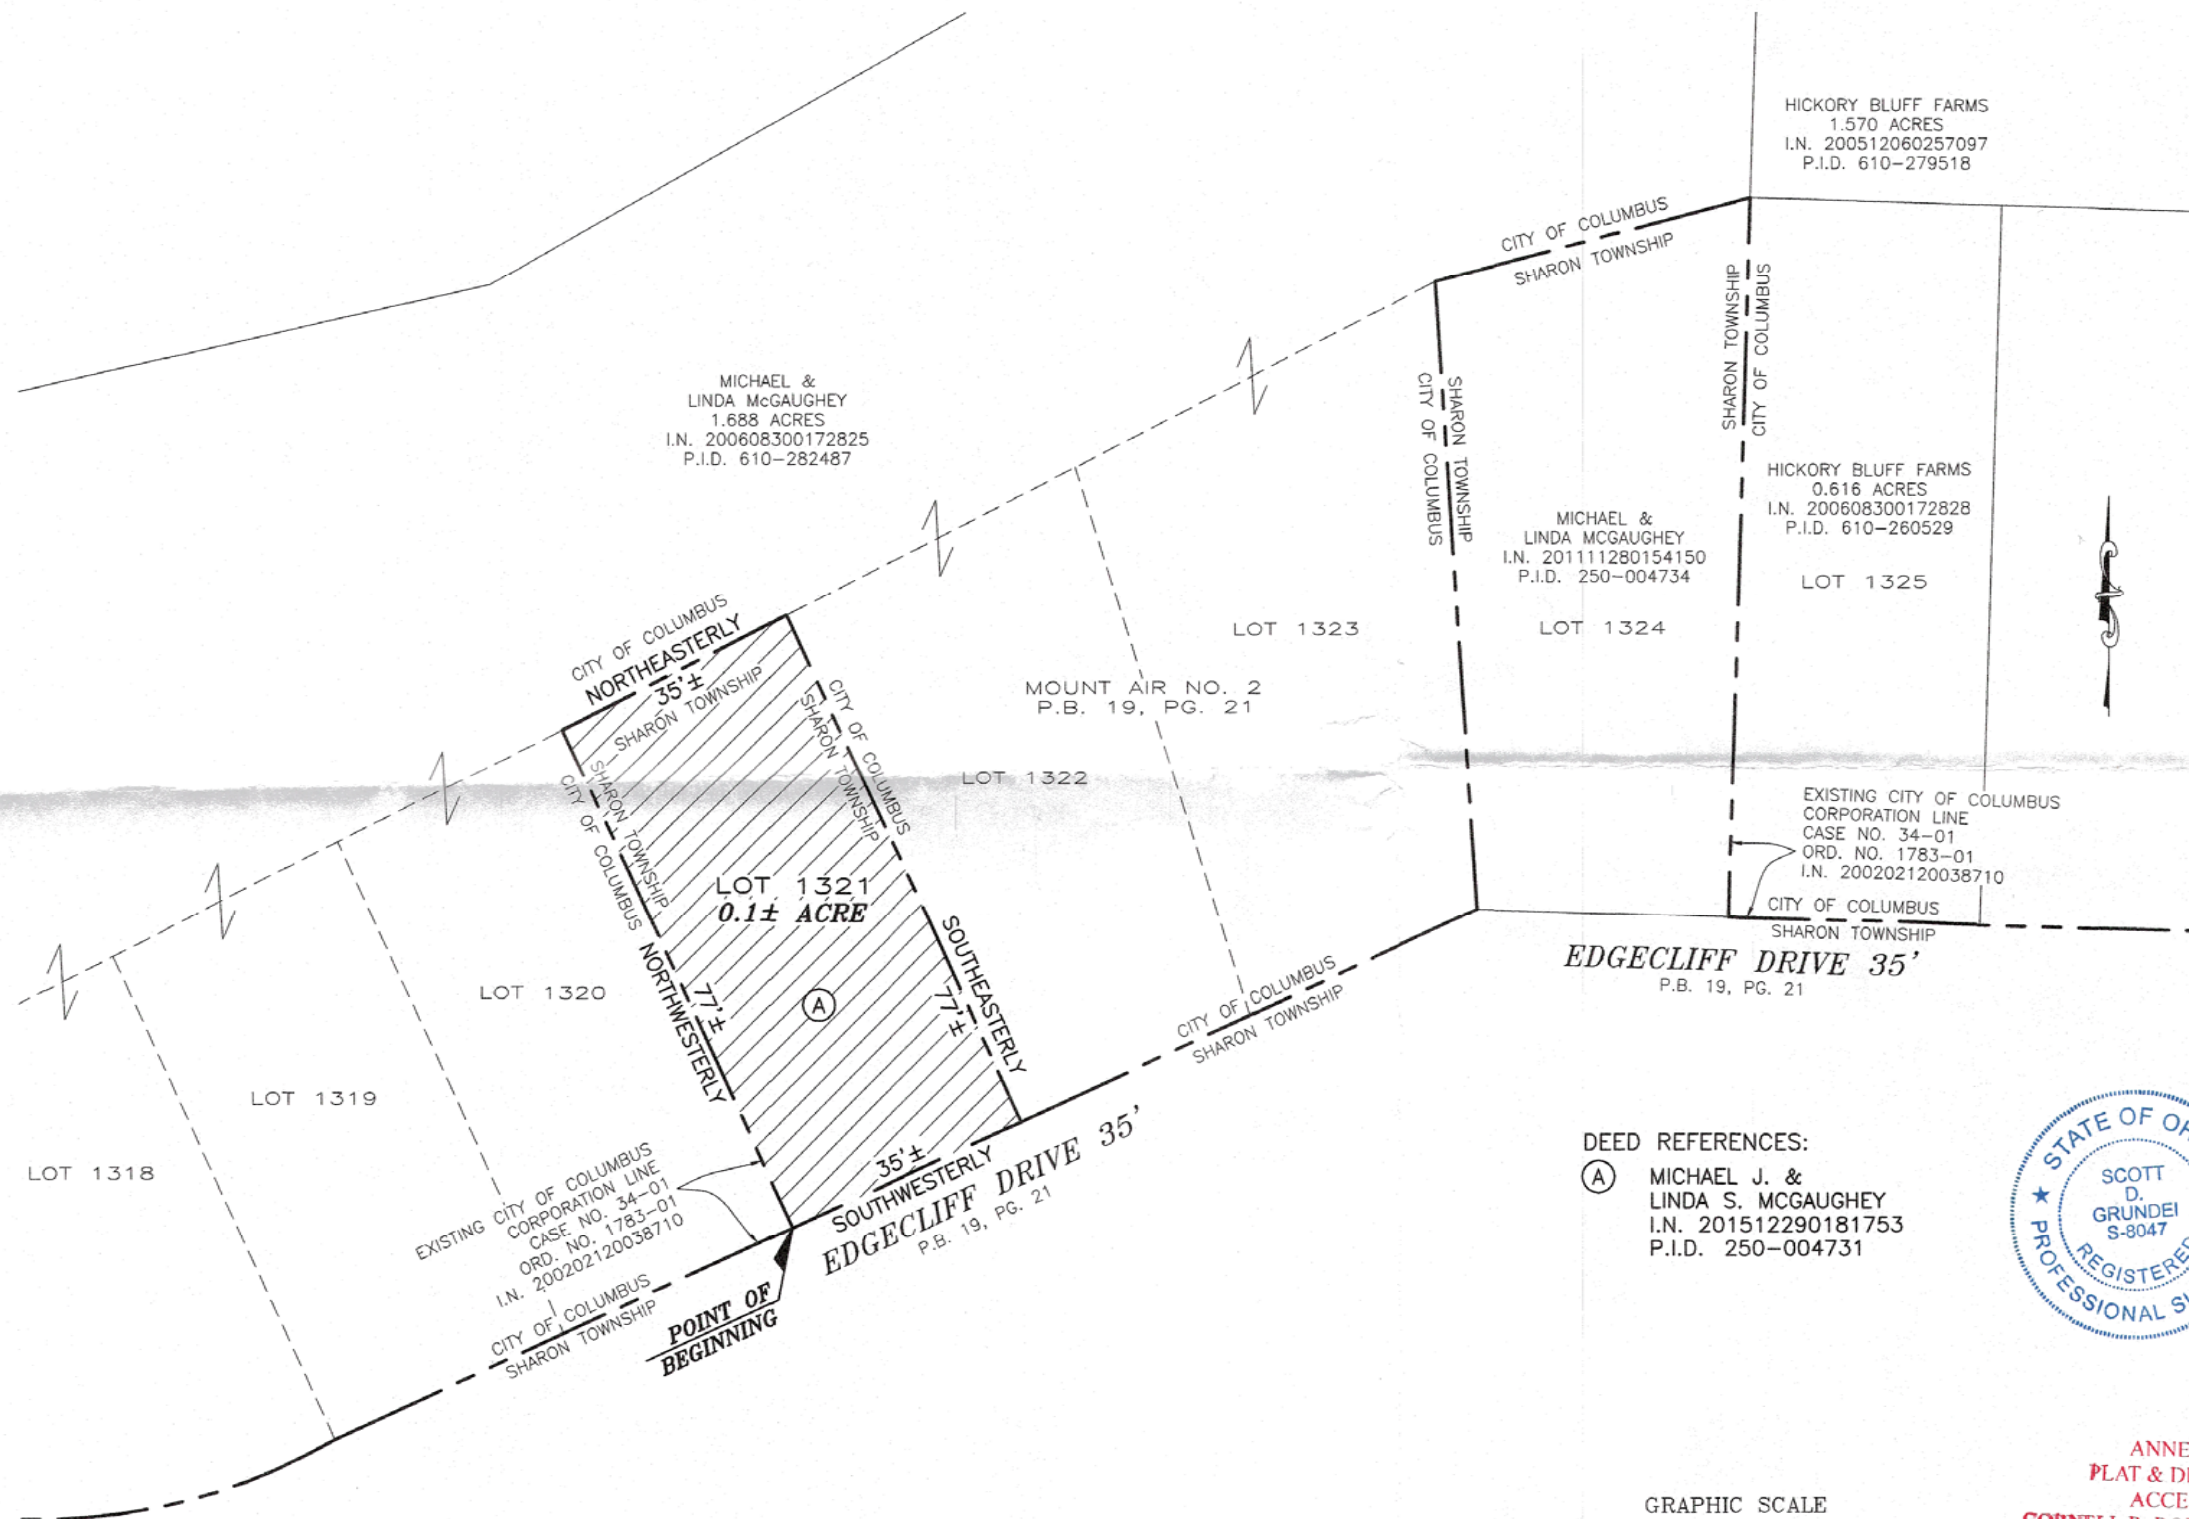 HICKORY BLUFF FARMS
1.570 ACRES
I.N. 200512060257097
P.I.D. 610-279518
CITY OF COLUMBUS
SHARON TOWNSHIP
SHARON TOWNSHIP
CITY OF COLUMBUS
MICHAEL &
LINDA McGAUGHEY
1.688 ACRES
I.N. 200608300172825
P.I.D. 610-282487
SHARON TOWNSHIP
CITY OF COLUMBUS
HICKORY BLUFF FARMS
0.616 ACRES
I.N. 200608300172828
P.I.D. 610-260529
LOT 1325
MICHAEL &
LINDA MCGAUGHEY
I.N. 201111280154150
P.I.D. 250-004734
LOT 1324
LOT 1323
MOUNT AIR NO. 2
P.B. 19, PG. 21
LOT 1322
CITY OF COLUMBUS
NORTHEASTERLY
35'±
SHARON TOWNSHIP
CITY OF COLUMBUS
SHARON TOWNSHIP
SHARON TOWNSHIP
CITY OF COLUMBUS
LOT 1321
0.1± ACRE
A
NORTHWESTERLY
77'±
SOUTHEASTERLY
77'±
EXISTING CITY OF COLUMBUS
CORPORATION LINE
CASE NO. 34-01
ORD. NO. 1783-01
I.N. 200202120038710
CITY OF COLUMBUS
SHARON TOWNSHIP
EDGECLIFF DRIVE 35'
P.B. 19, PG. 21
LOT 1320
LOT 1319
LOT 1318
CITY OF COLUMBUS
SHARON TOWNSHIP
35'±
SOUTHWESTERLY
EDGECLIFF DRIVE 35'
P.B. 19, PG. 21
EXISTING CITY OF COLUMBUS
CORPORATION LINE
CASE NO. 34-01
ORD. NO. 1783-01
I.N. 200202120038710
CITY OF COLUMBUS
SHARON TOWNSHIP
POINT OF
BEGINNING
DEED REFERENCES:
A MICHAEL J. &
LINDA S. MCGAUGHEY
I.N. 201512290181753
P.I.D. 250-004731
STATE OF
SCOTT
D.
GRUNDEI
S-8047
REGISTERED
PROFESSIONAL
GRAPHIC SCALE
ANNE
PLAT & D
ACCE